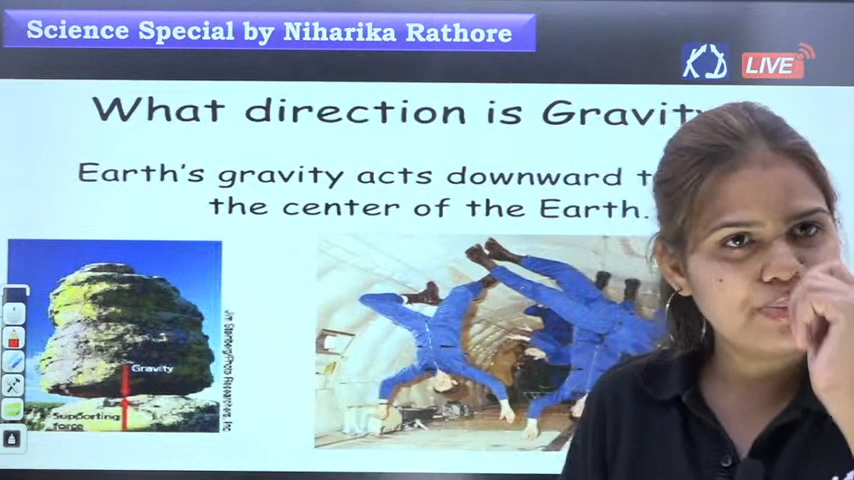 Science Special by Niharika Rathore
KD
LIVE
What direction is Gravity
Earth's gravity acts downward
the center of the Earth.
Gravity
Supporting
force